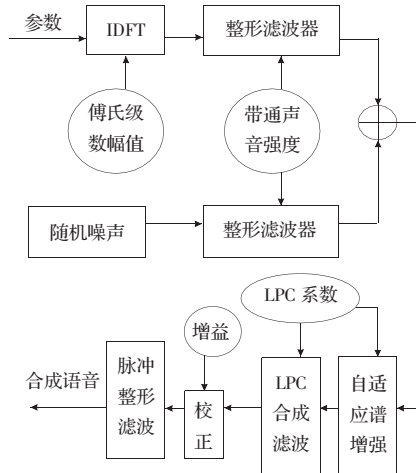 参数
IDFT
整形滤波器
傅氏级
数幅值
带通声
音强度
随机噪声
整形滤波器
LPC 系数
增益
合成语音
脉冲
整形
滤波
校
正
LPC
合成
滤波
自适
应谱
增强